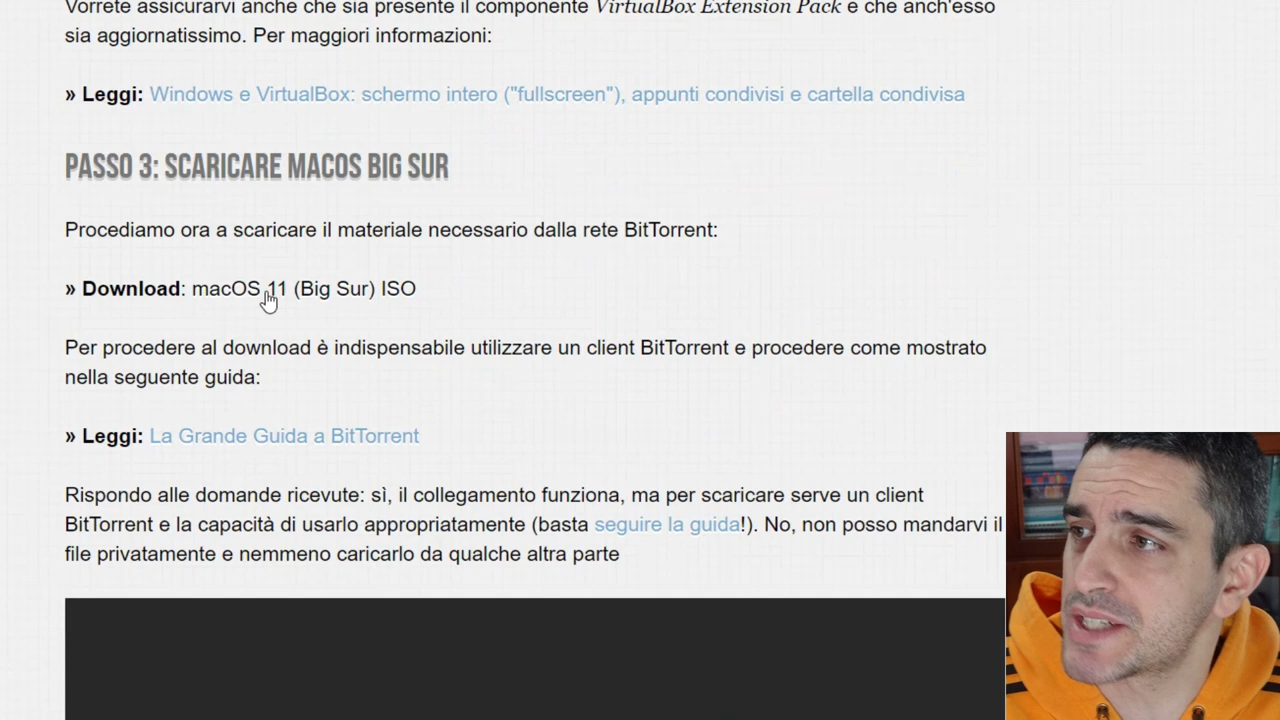 Vorrete assicurarvi anche che sia presente il componente VirtualBox Extension Pack e che anch'esso
sia aggiornatissimo. Per maggiori informazioni:
» Leggi: Windows e VirtualBox: schermo intero ("fullscreen"), appunti condivisi e cartella condivisa
PASSO 3: SCARICARE MACOS BIG SUR
Procediamo ora a scaricare il materiale necessario dalla rete BitTorrent:
» Download: macOS 11 (Big Sur) ISO
Per procedere al download è indispensabile utilizzare un client BitTorrent e procedere come mostrato
nella seguente guida:
» Leggi: La Grande Guida a BitTorrent
Rispondo alle domande ricevute: sì, il collegamento funziona, ma per scaricare serve un client
BitTorrent e la capacità di usarlo appropriatamente (basta seguire la guida!). No, non posso mandarvi il
file privatamente e nemmeno caricarlo da qualche altra parte